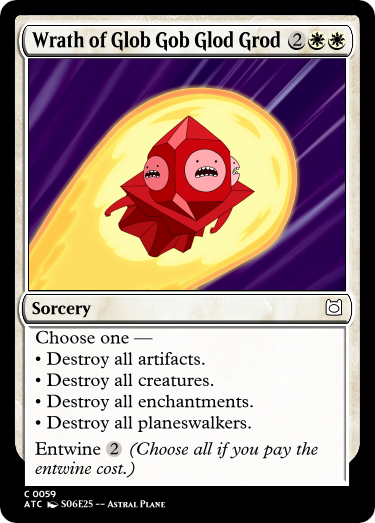 Wrath of Glob Gob Glod Grod 2
Sorcery
Choose one —
• Destroy all artifacts.
• Destroy all creatures.
• Destroy all enchantments.
• Destroy all planeswalkers.
Entwine 2 (Choose all if you pay the
entwine cost.)
C 0059
ATC S06E25 -- Astral Plane